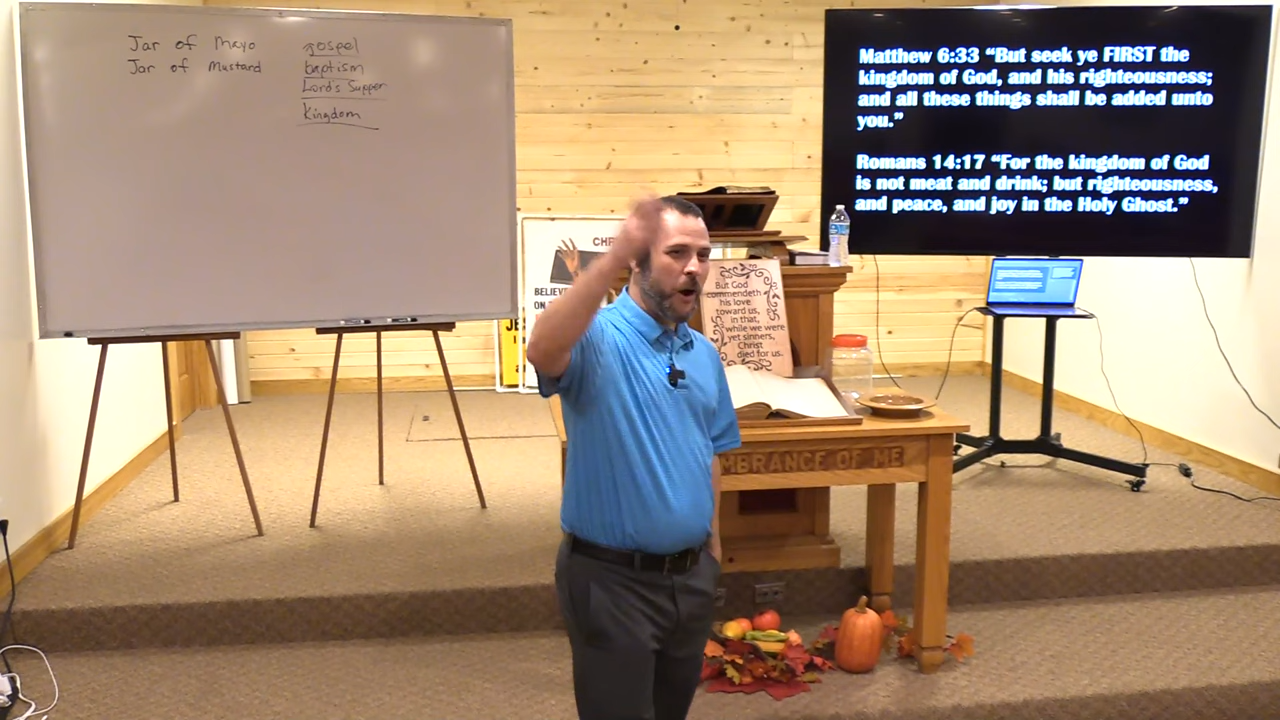 Jar of Mayo
Jar of Mustard
gospel
baptism
Lord's Supper
Kingdom
Matthew 6:33 “But seek ye FIRST the
kingdom of God, and his righteousness;
and all these things shall be added unto
you.”
Romans 14:17 “For the kingdom of God
is not meat and drink; but righteousness,
and peace, and joy in the Holy Ghost.”
CHR
BELIEVE
ON T
But God
commendeth
his love
toward us,
in that,
while we were
yet sinners,
Christ
died for us.
MBRANCE OF ME